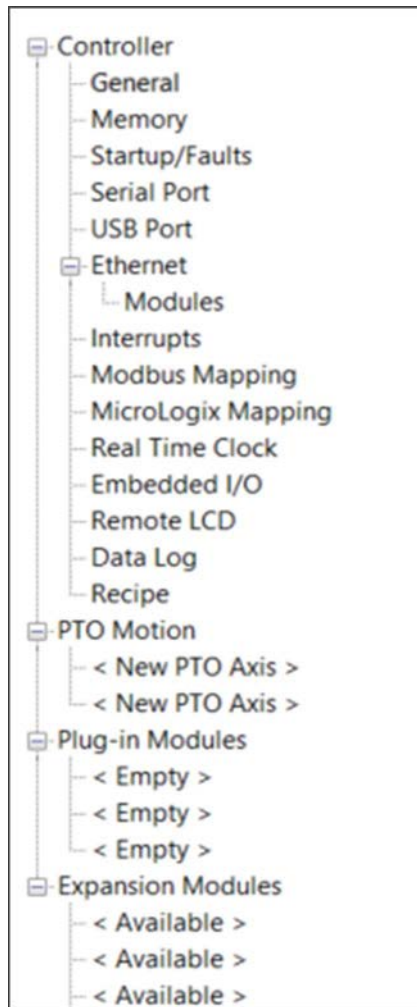 Controller
General
Memory
Startup/Faults
Serial Port
USB Port
Ethernet
Modules
Interrupts
Modbus Mapping
MicroLogix Mapping
Real Time Clock
Embedded I/O
Remote LCD
Data Log
Recipe
PTO Motion
< New PTO Axis >
< New PTO Axis >
Plug-in Modules
< Empty >
< Empty >
< Empty >
Expansion Modules
< Available >
< Available >
< Available >